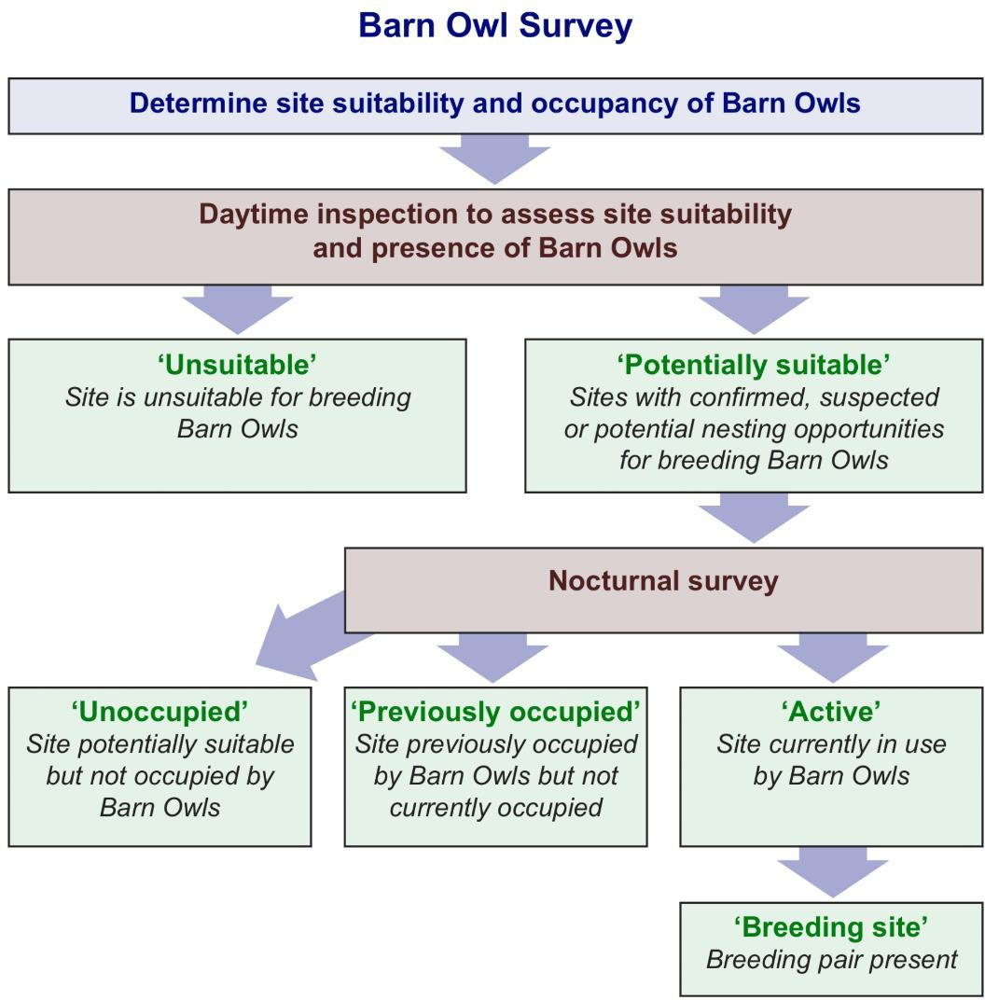 Barn Owl Survey
Determine site suitability and occupancy of Barn Owls
Daytime inspection to assess site suitability
and presence of Barn Owls
‘Unsuitable’
Site is unsuitable for breeding
Barn Owls
‘Potentially suitable’
Sites with confirmed, suspected
or potential nesting opportunities
for breeding Barn Owls
Nocturnal survey
‘Unoccupied’
Site potentially suitable
but not occupied by
Barn Owls
‘Previously occupied’
Site previously occupied
by Barn Owls but not
currently occupied
‘Active’
Site currently in use
by Barn Owls
‘Breeding site’
Breeding pair present